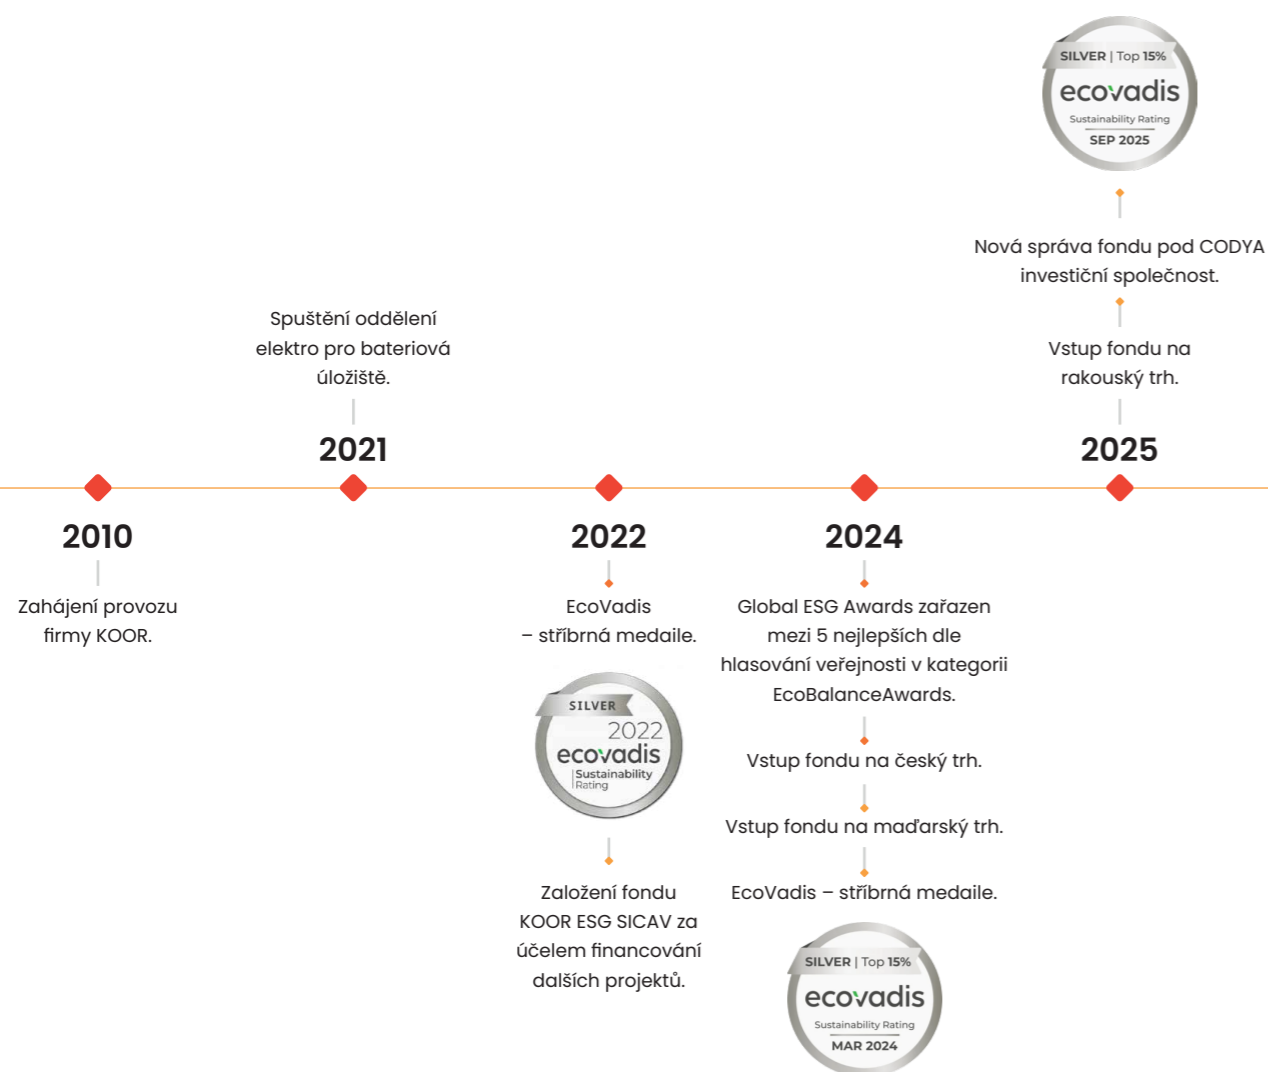 2010
Zahájení provozu
firmy KOOR.
Spuštění oddělení
elektro pro bateriová
úložiště.
2021
2022
EcoVadis
– stříbrná medaile.
SILVER
2022
ecovadis
Sustainability
Rating
Založení fondu
KOOR ESG SICAV za
účelem financování
dalších projektů.
2024
Global ESG Awards zařazen
mezi 5 nejlepších dle
hlasování veřejnosti v kategorii
EcoBalanceAwards.
Vstup fondu na český trh.
Vstup fondu na maďarský trh.
EcoVadis – stříbrná medaile.
SILVER | Top 15%
ecovadis
Sustainability Rating
MAR 2024
SILVER | Top 15%
ecovadis
Sustainability Rating
SEP 2025
Nová správa fondu pod CODYA
investiční společnost.
Vstup fondu na
rakouský trh.
2025